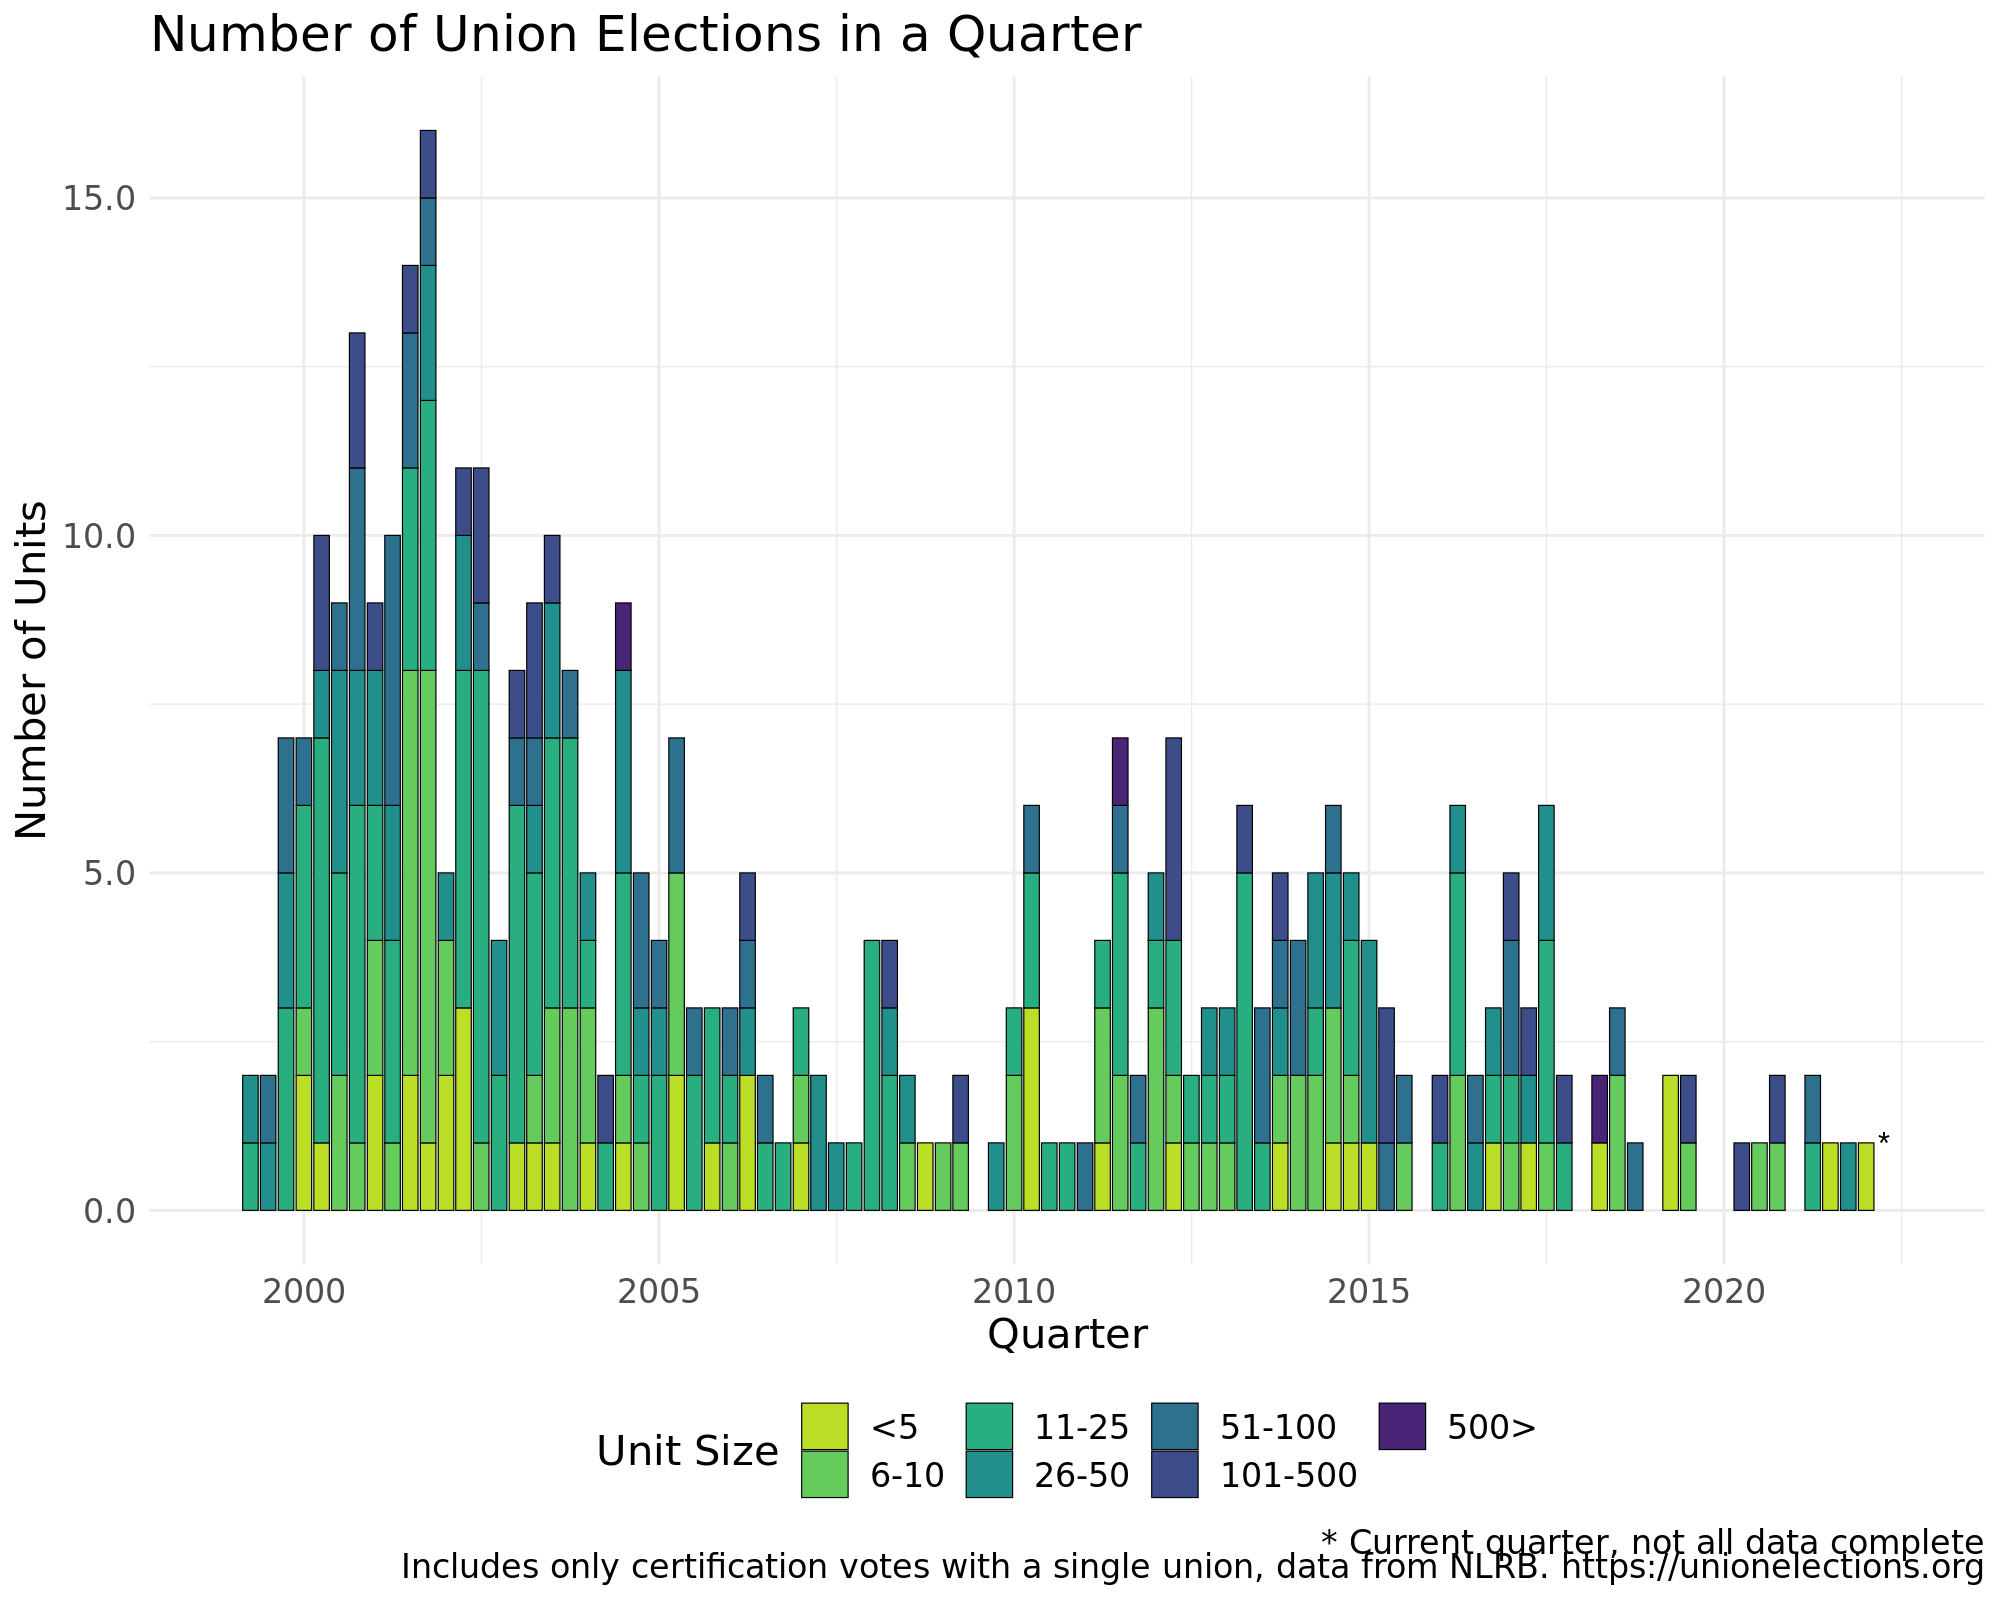 Number of Union Elections in a Quarter
15.0
10.0
5.0
0.0
Number of Units
*
2000 2005 2010 2015 2020
Quarter
Unit Size
<5 11-25 51-100 500>
6-10 26-50 101-500
* Current quarter, not all data complete
Includes only certification votes with a single union, data from NLRB. https://unionelections.org